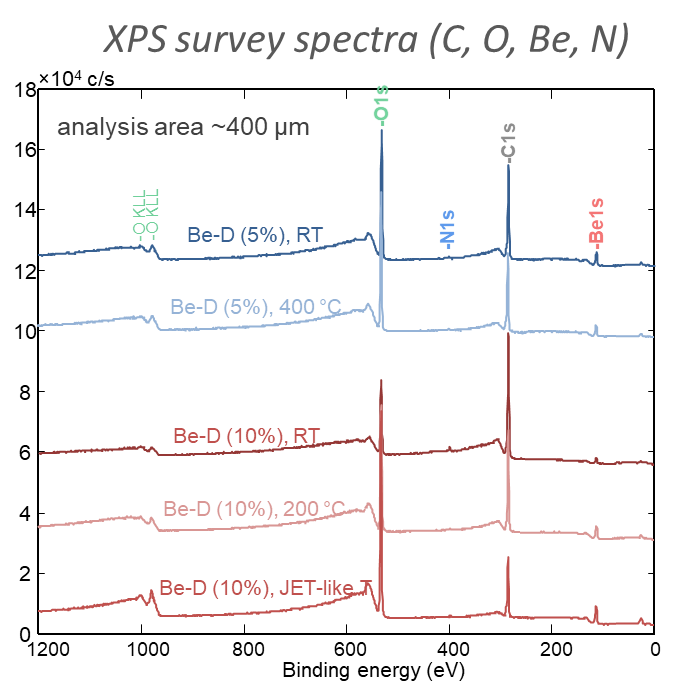 XPS survey spectra (C, O, Be, N)
×10⁴ c/s
18
16
14
12
10
8
6
4
2
0
analysis area ~400 µm
-O KLL
-O KLL
-O1s
-N1s
-C1s
-Be1s
Be-D (5%), RT
Be-D (5%), 400 °C
Be-D (10%), RT
Be-D (10%), 200 °C
Be-D (10%), JET-like T
1200 1000 800 600 400 200 0
Binding energy (eV)